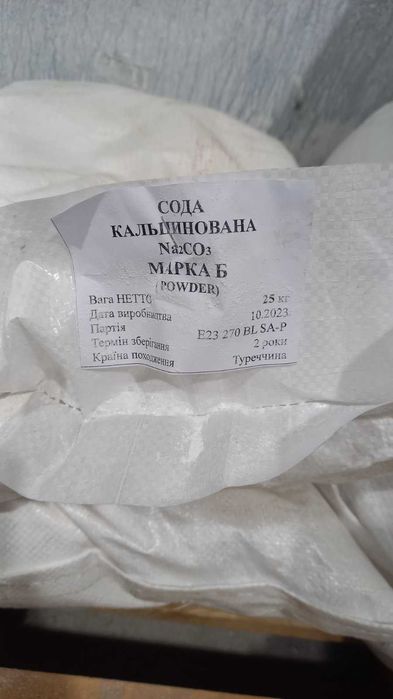 СОДА
КАЛЬЦИНОВАНА
Na₂CO₃
МАРКА Б
(POWDER)
Вага НЕТТО 25 кг
Дата виробництва 10.2023
Партія E23 270 BL SA-P
Термін зберігання 2 роки
Країна походження Туреччина